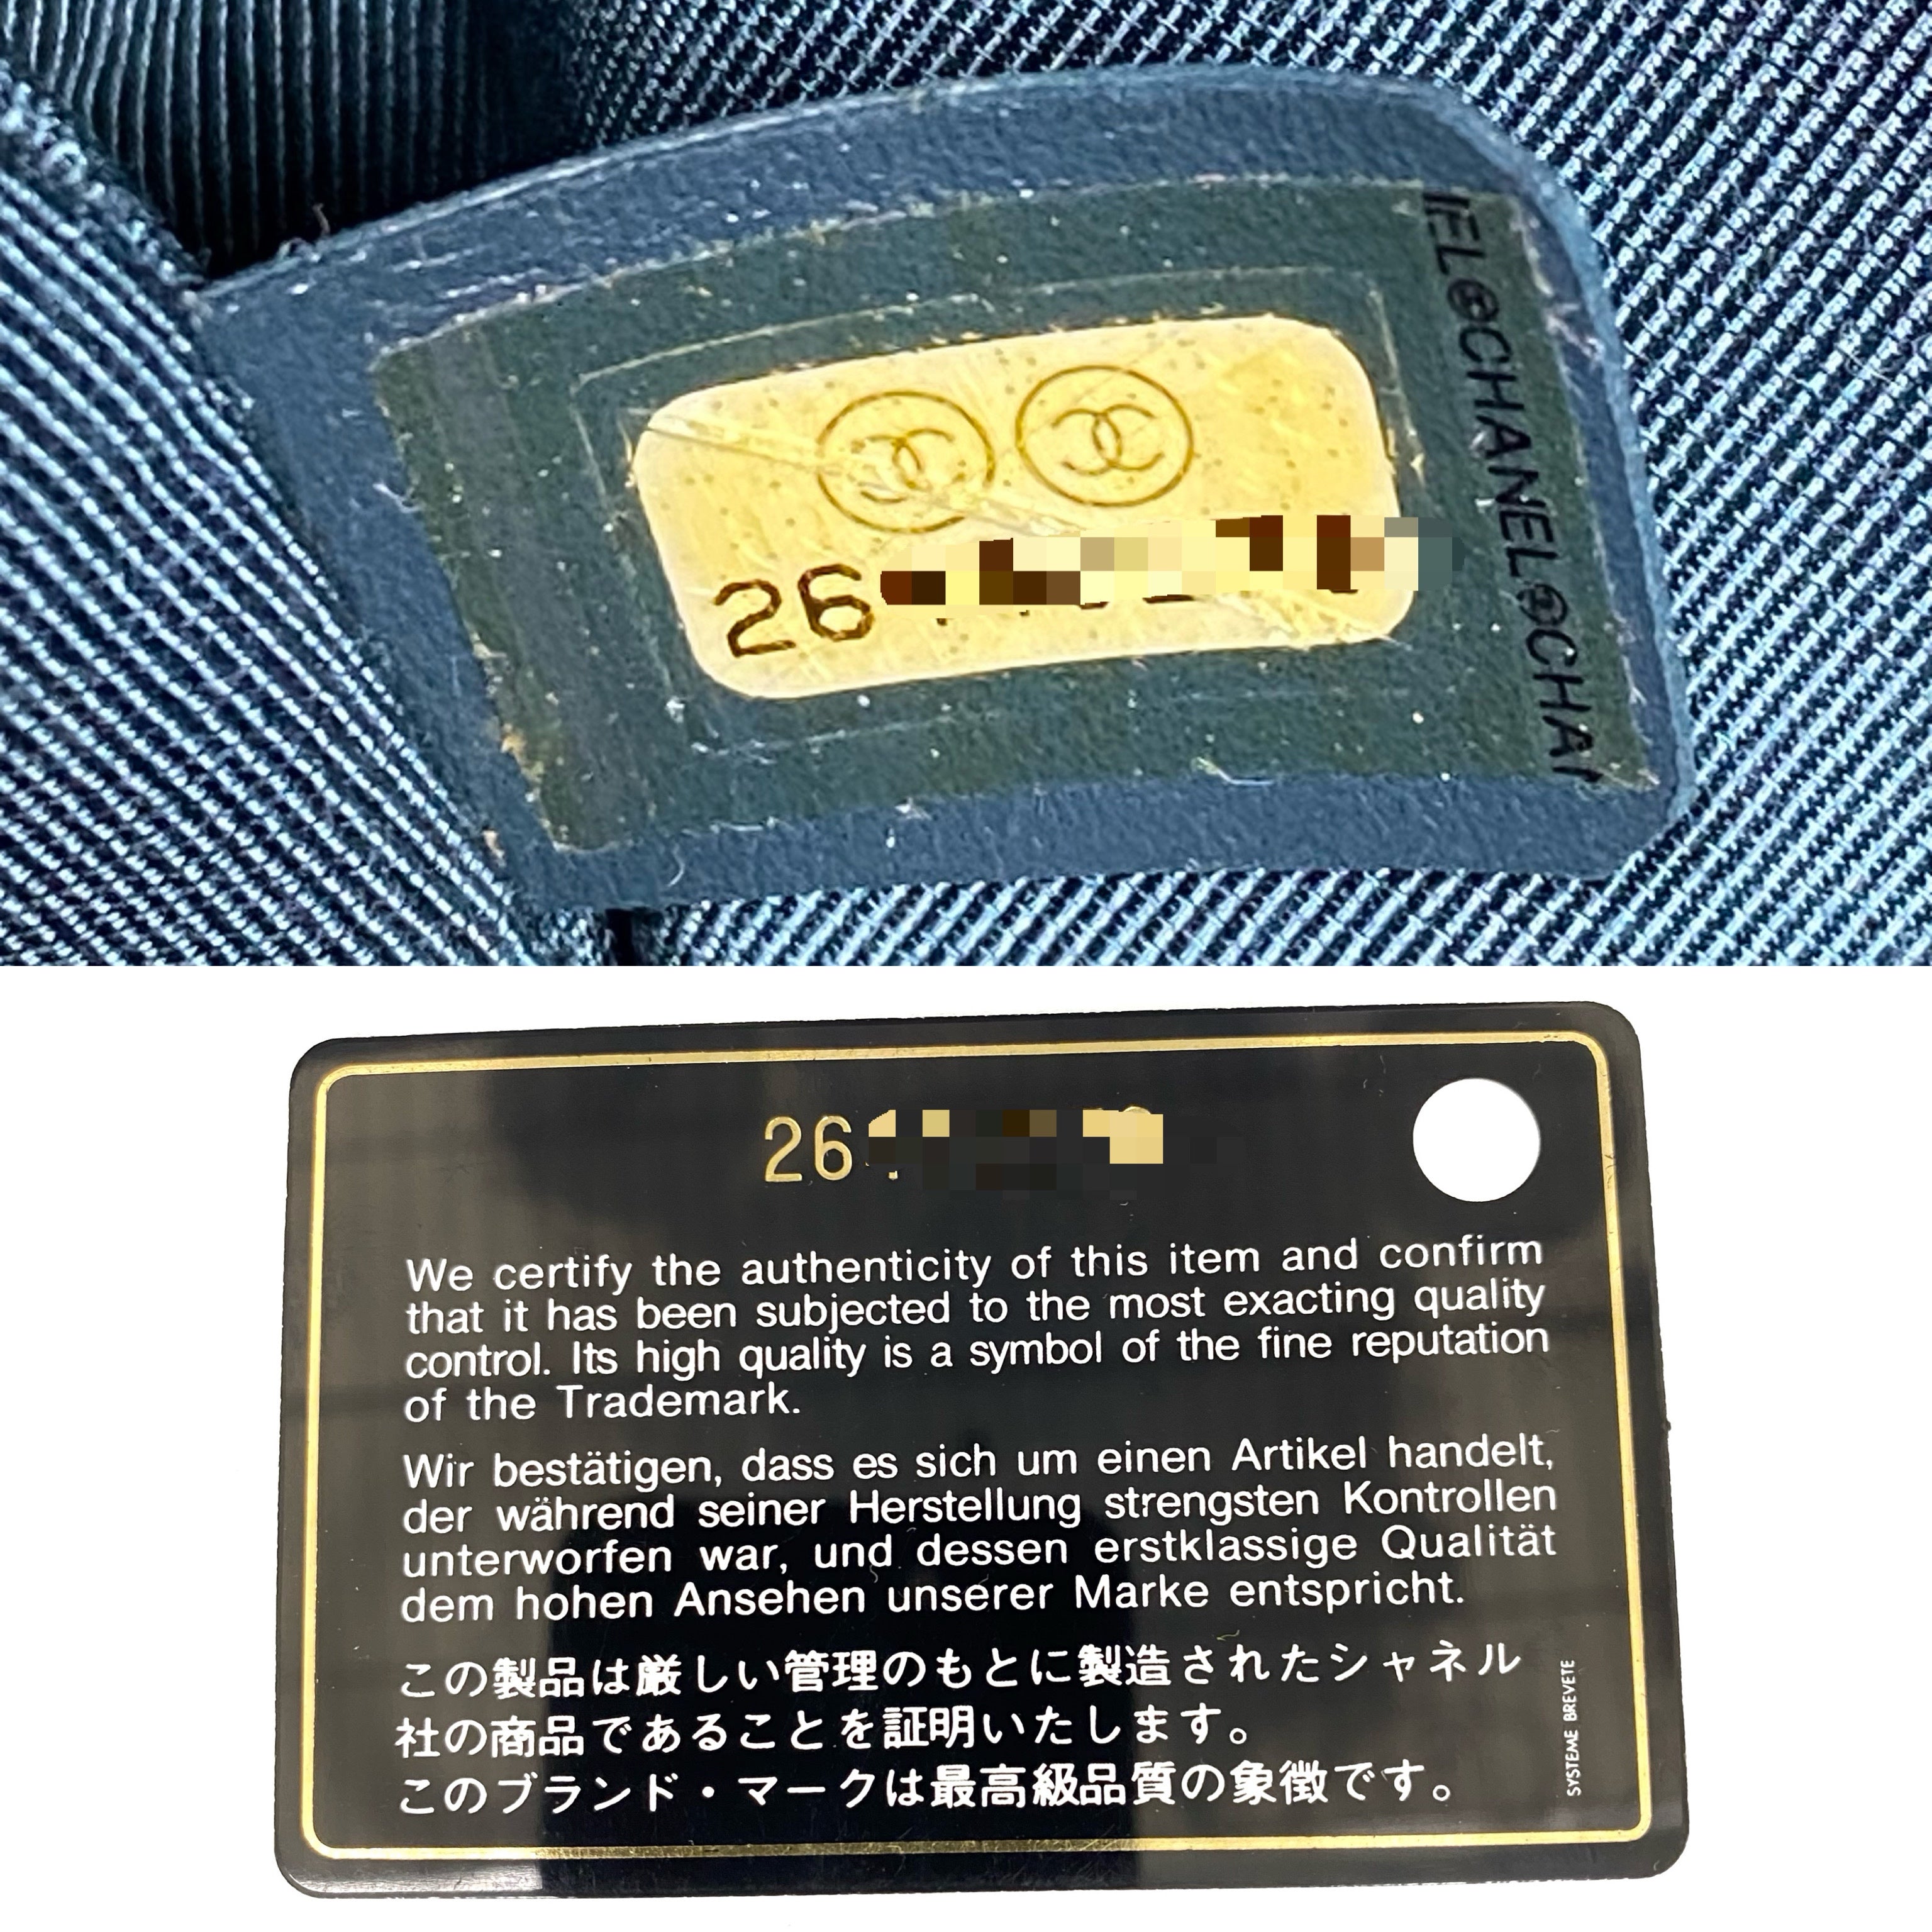 26
HEL©CHANEL©CHAN
26
We certify the authenticity of this item and confirm
that it has been subjected to the most exacting quality
control. Its high quality is a symbol of the fine reputation
of the Trademark.
Wir bestätigen, dass es sich um einen Artikel handelt,
der während seiner Herstellung strengsten Kontrollen
unterworfen war, und dessen erstklassige Qualität
dem hohen Ansehen unserer Marke entspricht.
この製品は厳しい管理のもとに製造されたシャネル
社の商品であることを証明いたします。
このブランド・マークは最高級品質の象徴です。
SYSTEME BREVETE